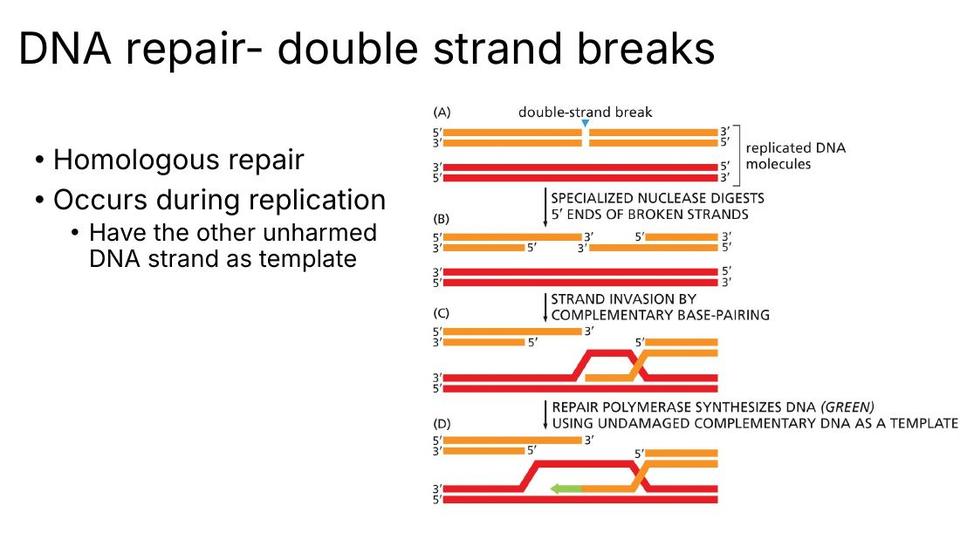 DNA repair- double strand breaks
• Homologous repair
• Occurs during replication
• Have the other unharmed
DNA strand as template
(A) double-strand break
5′ 3′
3′ 5′
replicated DNA
molecules
3′ 5′
5′ 3′
SPECIALIZED NUCLEASE DIGESTS
5′ ENDS OF BROKEN STRANDS
(B)
5′ 3′ 5′ 3′
3′ 5′ 3′ 5′
3′ 5′
5′ 3′
STRAND INVASION BY
COMPLEMENTARY BASE-PAIRING
(C)
5′ 3′
3′ 5′ 5′
3′
5′
REPAIR POLYMERASE SYNTHESIZES DNA (GREEN)
USING UNDAMAGED COMPLEMENTARY DNA AS A TEMPLATE
(D)
5′ 3′
3′ 5′ 5′
3′
5′